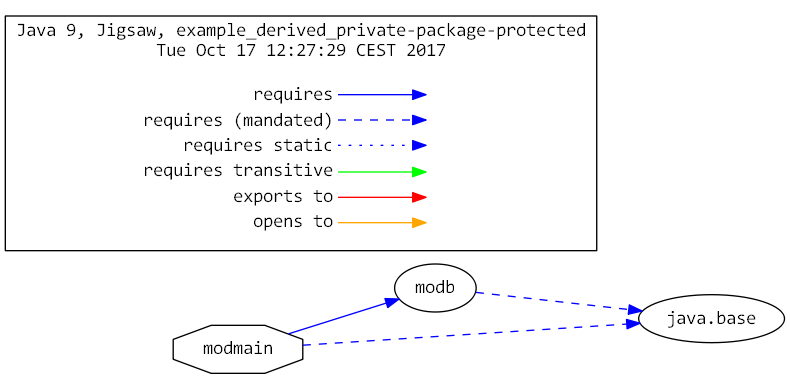 Java 9, Jigsaw, example_derived_private-package-protected
Tue Oct 17 12:27:29 CEST 2017
requires
requires (mandated)
requires static
requires transitive
exports to
opens to
modb
java.base
modmain